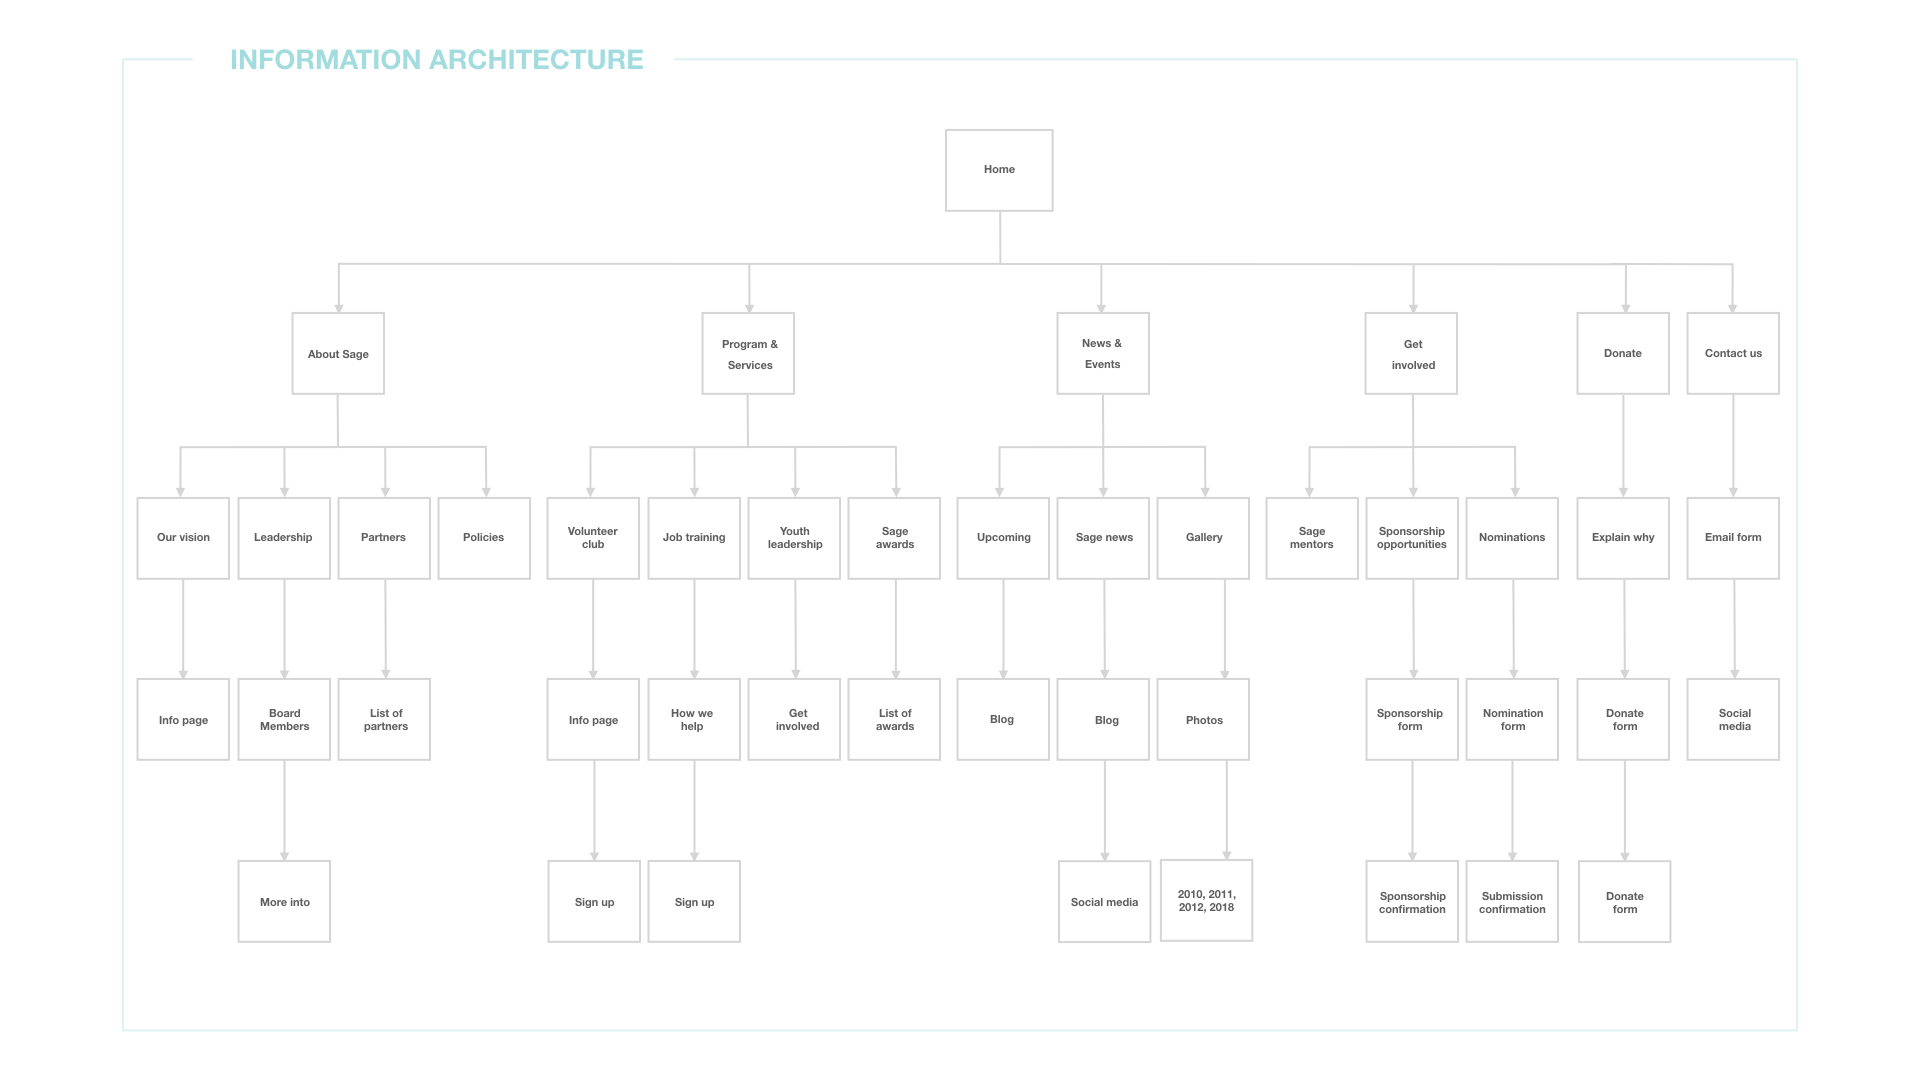 INFORMATION ARCHITECTURE
Home
About Sage
Program &
Services
News &
Events
Get
involved
Donate
Contact us
Our vision
Leadership
Partners
Policies
Volunteer
club
Job training
Youth
leadership
Sage
awards
Upcoming
Sage news
Gallery
Sage
mentors
Sponsorship
opportunities
Nominations
Explain why
Email form
Info page
Board
Members
List of
partners
Info page
How we
help
Get
involved
List of
awards
Blog
Blog
Photos
Sponsorship
form
Nomination
form
Donate
form
Social
media
More into
Sign up
Sign up
Social media
2010, 2011,
2012, 2018
Sponsorship
confirmation
Submission
confirmation
Donate
form